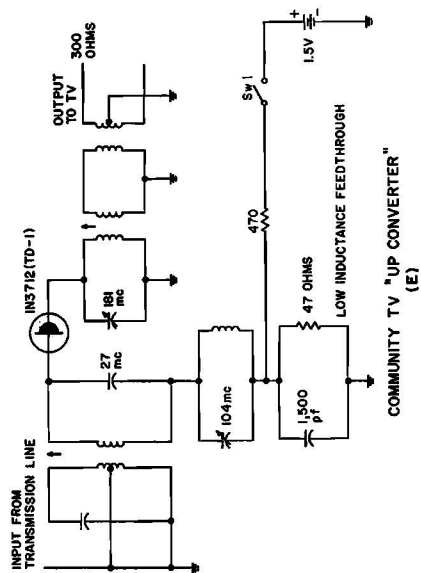 INPUT FROM
TRANSMISSION LINE
27
mc
IN3712(TD-1)
181
mc
OUTPUT
TO TV
300
OHMS
104mc
1,500
pf
47 OHMS
LOW INDUCTANCE FEEDTHROUGH
470
SW 1
+ -
1.5V
COMMUNITY TV "UP CONVERTER"
(E)